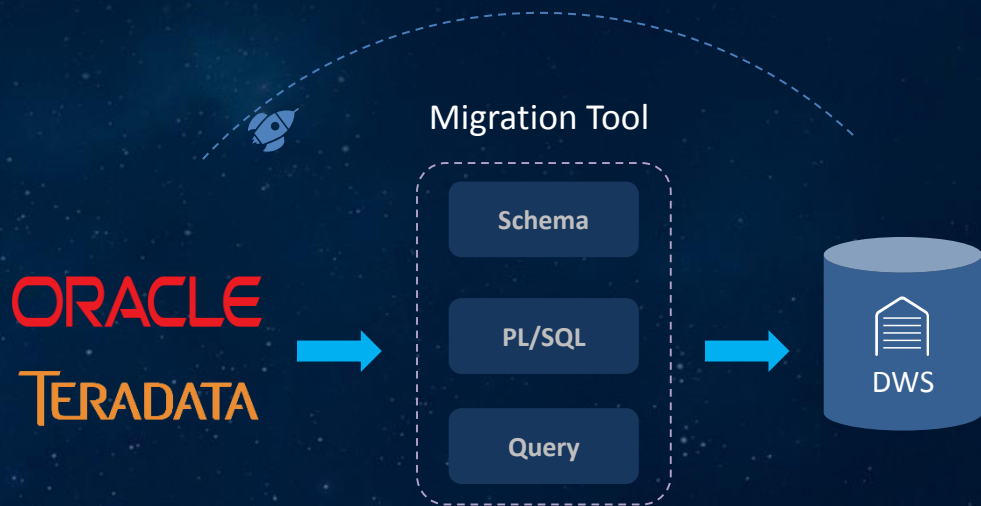 Migration Tool
Schema
ORACLE
PL/SQL
TERADATA
DWS
Query